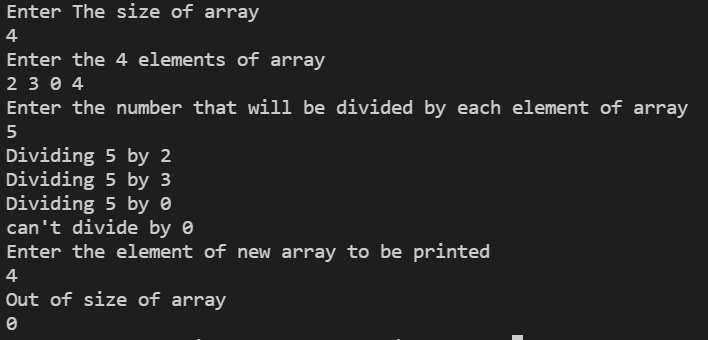 Enter The size of array
4
Enter the 4 elements of array
2 3 0 4
Enter the number that will be divided by each element of array
5
Dividing 5 by 2
Dividing 5 by 3
Dividing 5 by 0
can't divide by 0
Enter the element of new array to be printed
4
Out of size of array
0